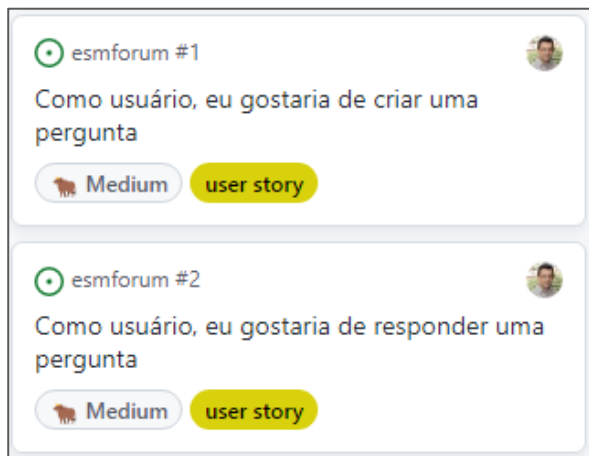 esmforum #1
Como usuário, eu gostaria de criar uma
pergunta
Medium
user story
esmforum #2
Como usuário, eu gostaria de responder uma
pergunta
Medium
user story